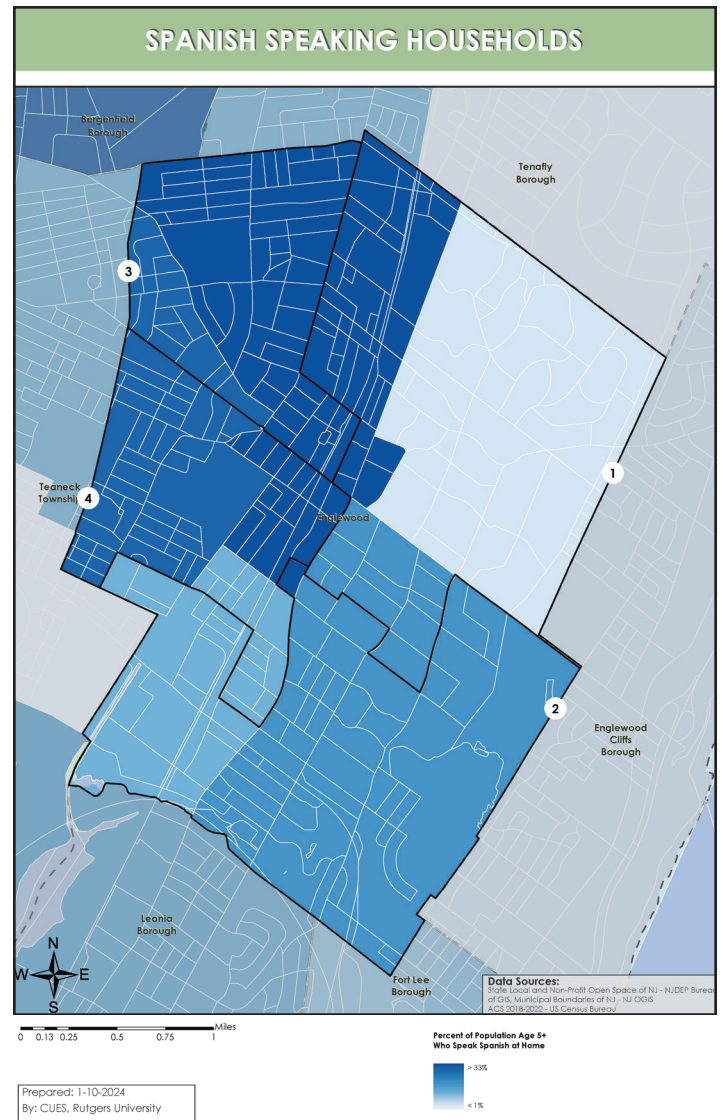 SPANISH SPEAKING HOUSEHOLDS
Bergenfield
Borough
Tenafly
Borough
3
1
Teaneck
Township
4
Englewood
2
Englewood
Cliffs
Borough
Leonia
Borough
N
W E
S
Fort Lee
Borough
Data Sources:
State Local and Non-Profit Open Space of NJ - NJDEP Bureau
of GIS, Municipal Boundaries of NJ - NJ OGIS
ACS 2018-2022 - US Census Bureau
Miles
0 0.13 0.25 0.5 0.75 1
Percent of Population Age 5+
Who Speak Spanish at Home
> 33%
< 1%
Prepared: 1-10-2024
By: CUES, Rutgers University